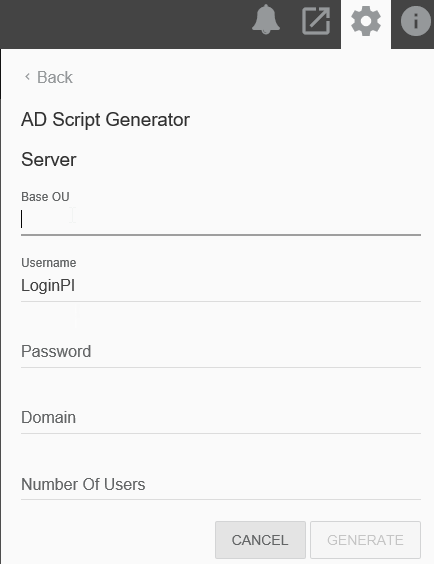 Back
AD Script Generator
Server
Base OU
Username
LoginPI
Password
Domain
Number Of Users
CANCEL GENERATE